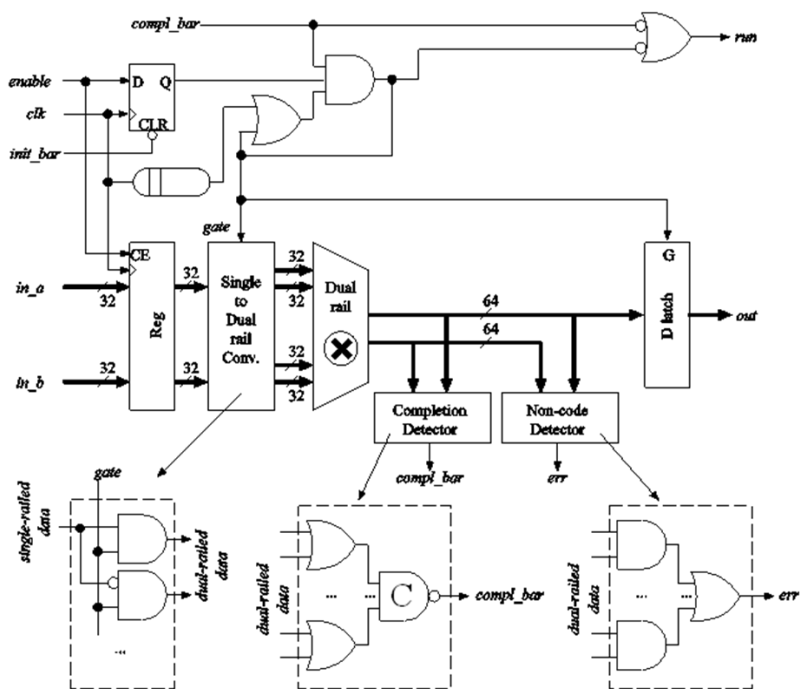 compl_bar
run
enable
D Q
clk
CLR
init_bar
gate
CE
G
in_a
32
32
32
32
Reg
Single
to
Dual
rail
Conv.
Dual
rail
64
64
D latch
out
in_b
32
32
32
32
Completion
Detector
Non-code
Detector
compl_bar
err
gate
single-railed
data
dual-railed
data
...
dual-railed
data
... ...
C
compl_bar
dual-railed
data
... ...
err